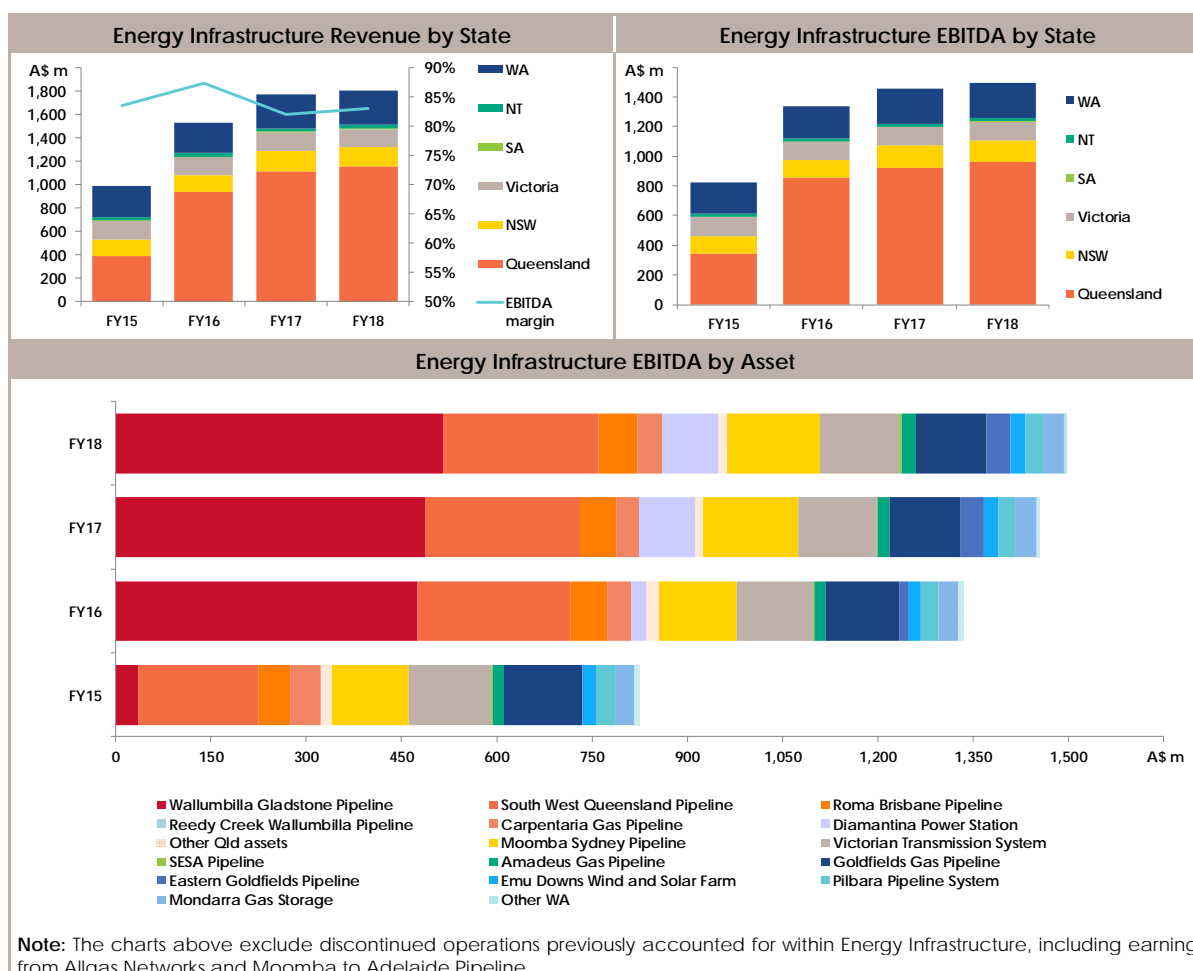 Energy Infrastructure Revenue by State
A$ m
1,800
1,600
1,400
1,200
1,000
800
600
400
200
0
90%
85%
80%
75%
70%
65%
60%
55%
50%
FY15 FY16 FY17 FY18
WA
NT
SA
Victoria
NSW
Queensland
EBITDA
margin
Energy Infrastructure EBITDA by State
A$ m
1,400
1,200
1,000
800
600
400
200
0
FY15 FY16 FY17 FY18
WA
NT
SA
Victoria
NSW
Queensland
Energy Infrastructure EBITDA by Asset
FY18
FY17
FY16
FY15
0 150 300 450 600 750 900 1,050 1,200 1,350 1,500 A$ m
Wallumbilla Gladstone Pipeline South West Queensland Pipeline Roma Brisbane Pipeline
Reedy Creek Wallumbilla Pipeline Carpentaria Gas Pipeline Diamantina Power Station
Other Qld assets Moomba Sydney Pipeline Victorian Transmission System
SESA Pipeline Amadeus Gas Pipeline Goldfields Gas Pipeline
Eastern Goldfields Pipeline Emu Downs Wind and Solar Farm Pilbara Pipeline System
Mondarra Gas Storage Other WA
Note: The charts above exclude discontinued operations previously accounted for within Energy Infrastructure, including earning
from Allgas Networks and Moomba to Adelaide Pipeline